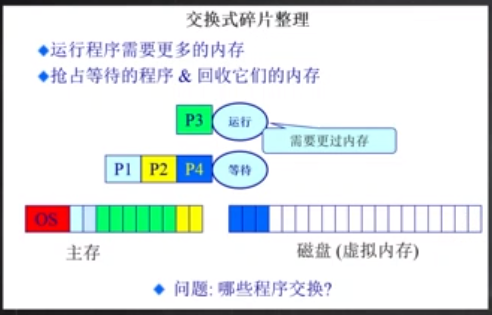 交换式碎片整理
◆运行程序需要更多的内存
◆抢占等待的程序 & 回收它们的内存
P3 运行
需要更过内存
P1 P2 P4 等待
OS
主存 磁盘 (虚拟内存)
◆ 问题: 哪些程序交换?